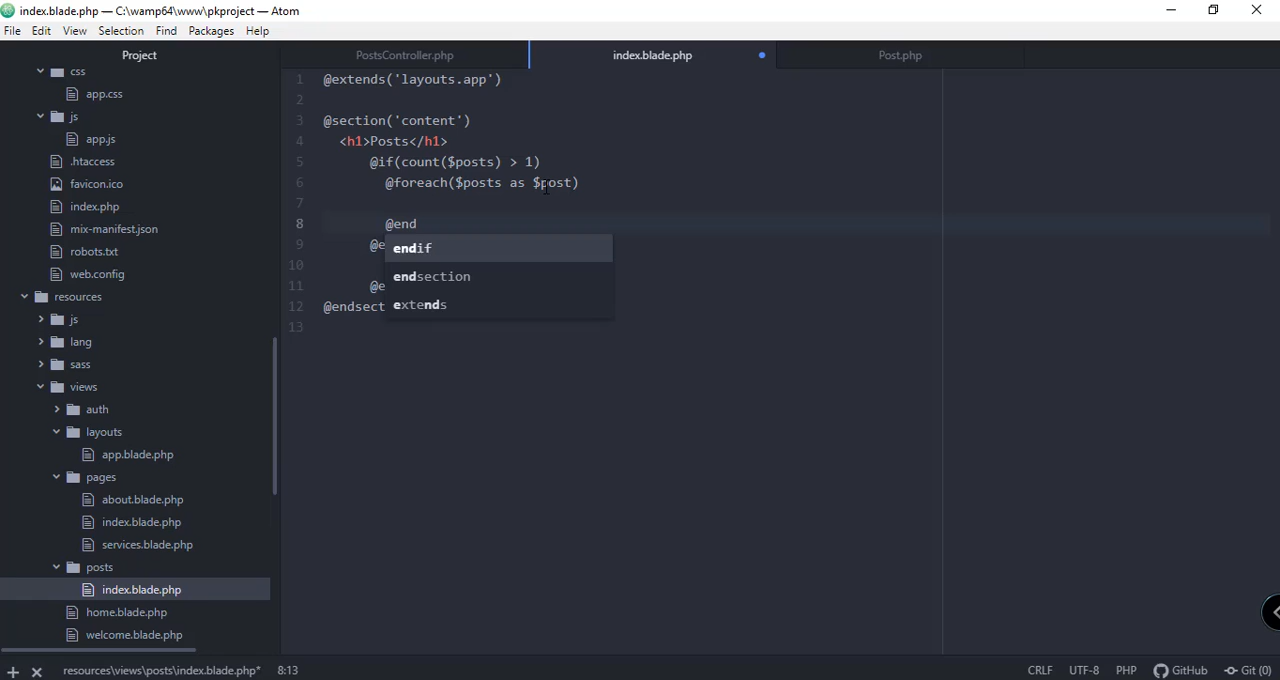 index.blade.php — C:\wamp64\www\pkproject — Atom
File Edit View Selection Find Packages Help
Project
PostsController.php index.blade.php Post.php
css
app.css
js
app.js
.htaccess
favicon.ico
index.php
mix-manifest.json
robots.txt
web.config
resources
js
lang
sass
views
auth
layouts
app.blade.php
pages
about.blade.php
index.blade.php
services.blade.php
posts
index.blade.php
home.blade.php
welcome.blade.php
1 @extends('layouts.app')
2
3 @section('content')
4 <h1>Posts</h1>
5 @if(count($posts) > 1)
6 @foreach($posts as $post)
7
8 @end
endif
9 @e
endsection
10
11 @e
extends
12 @endsect
13
resources\views\posts\index.blade.php* 8:13 CRLF UTF-8 PHP GitHub Git (0)